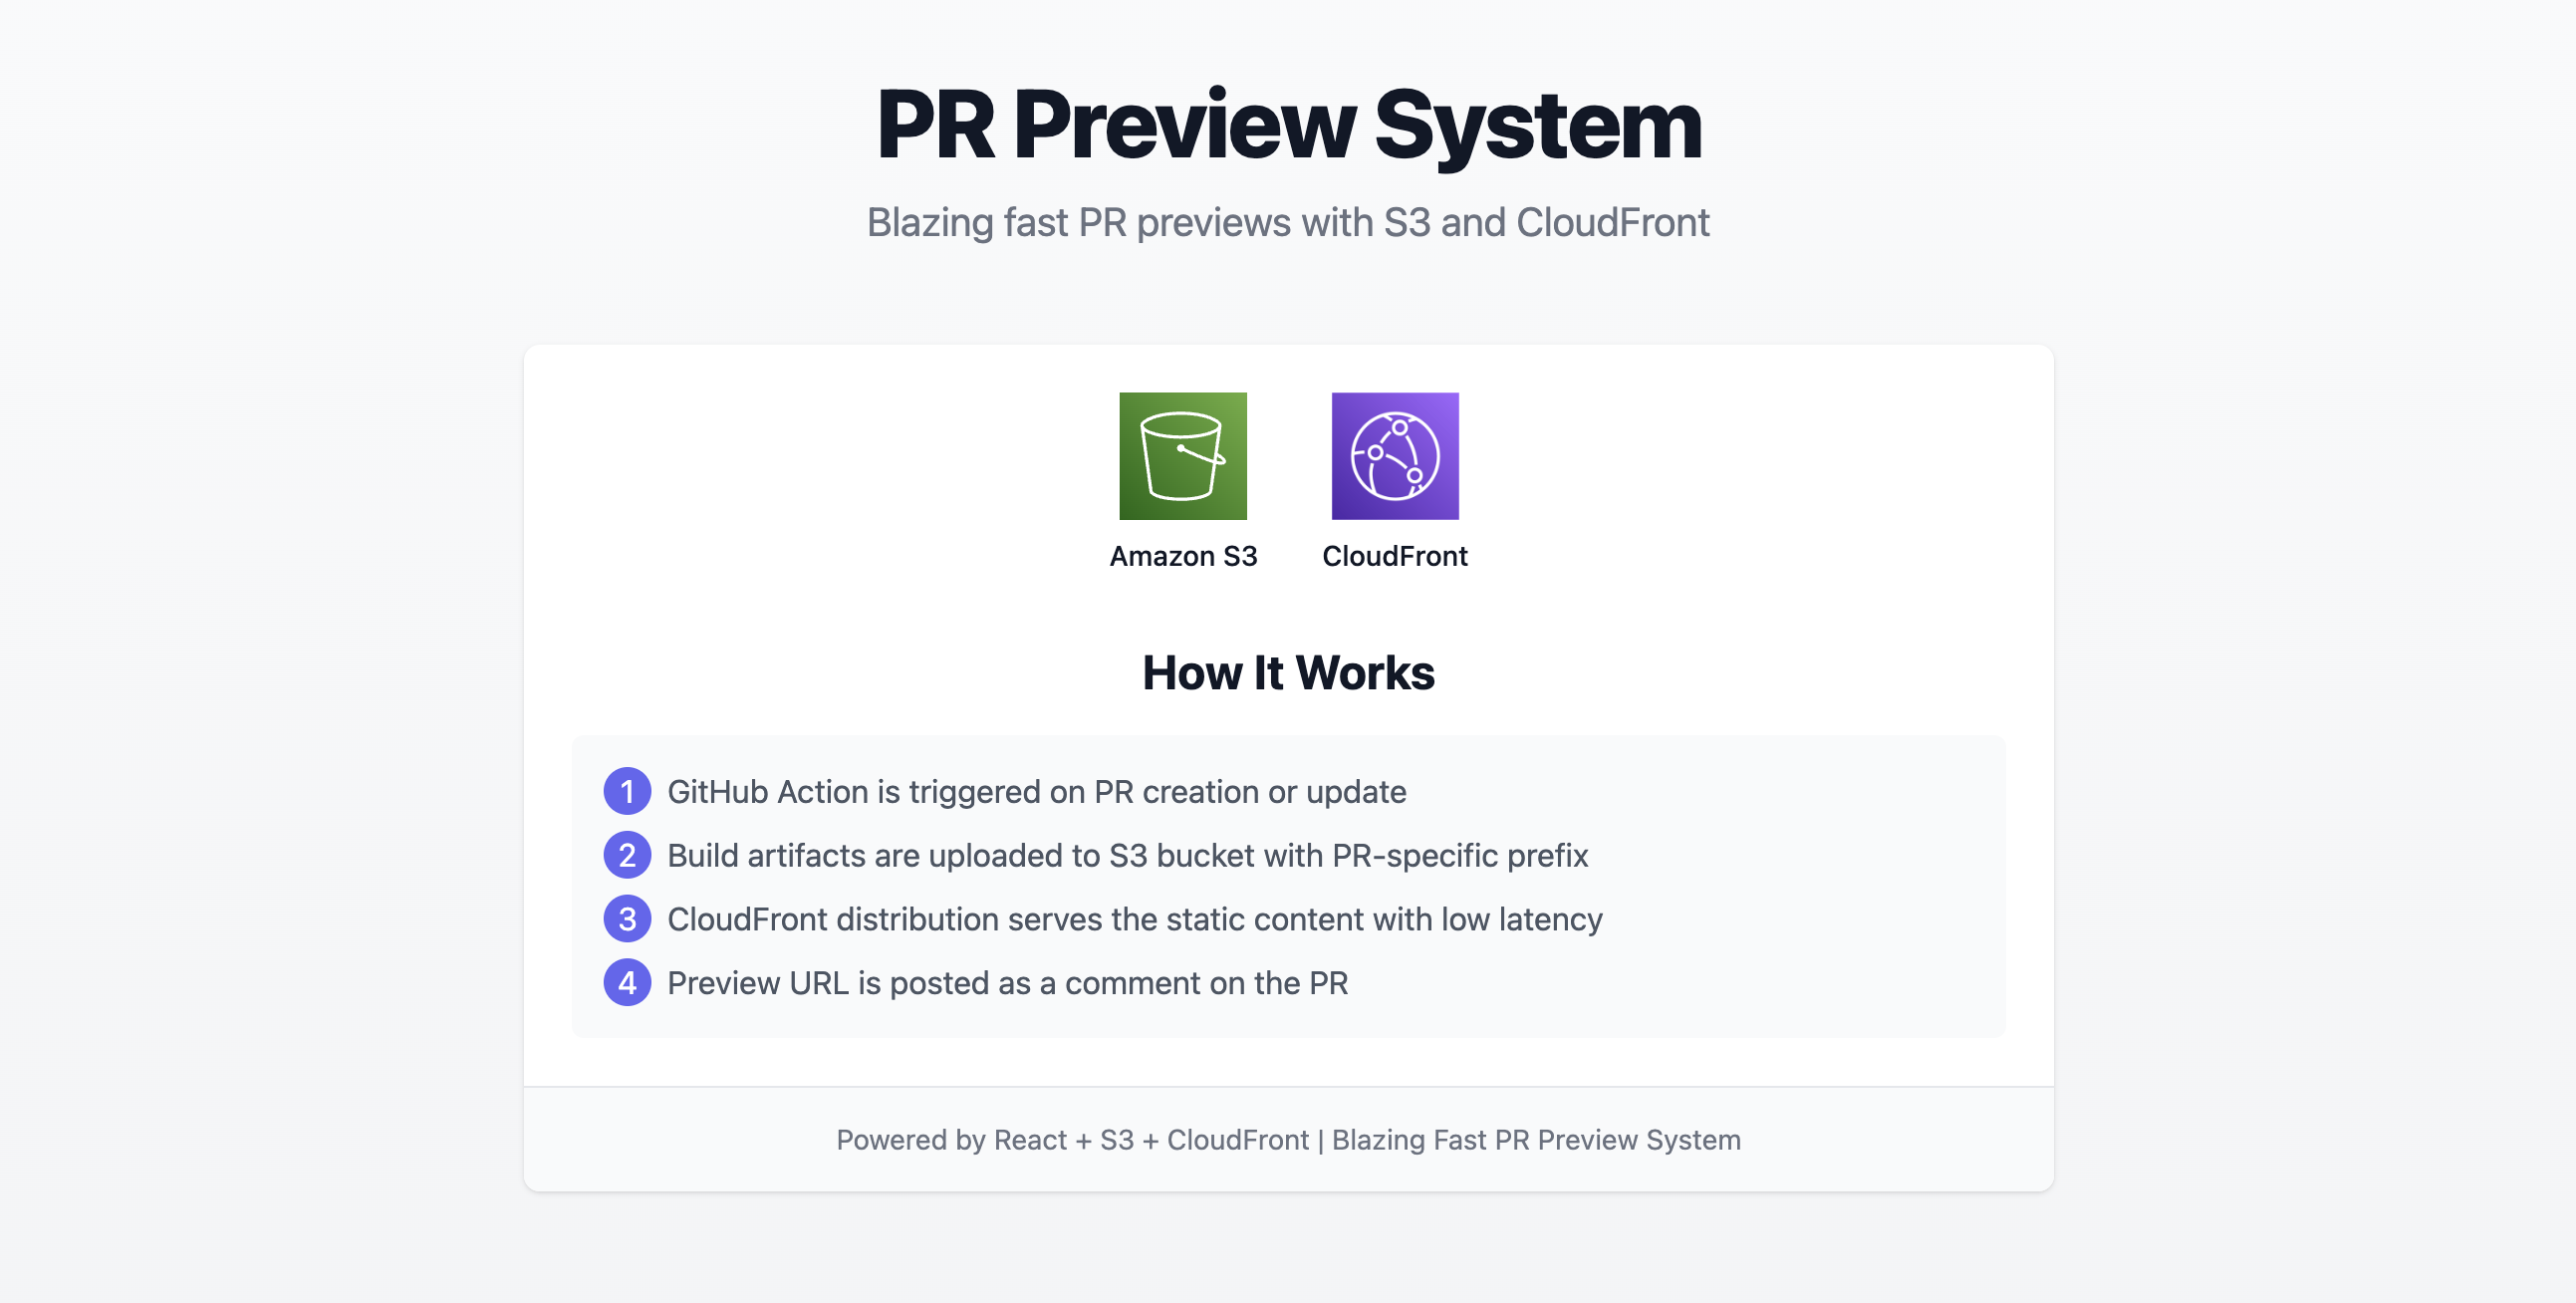 PR Preview System
Blazing fast PR previews with S3 and CloudFront
Amazon S3
CloudFront
How It Works
1 GitHub Action is triggered on PR creation or update
2 Build artifacts are uploaded to S3 bucket with PR-specific prefix
3 CloudFront distribution serves the static content with low latency
4 Preview URL is posted as a comment on the PR
Powered by React + S3 + CloudFront | Blazing Fast PR Preview System